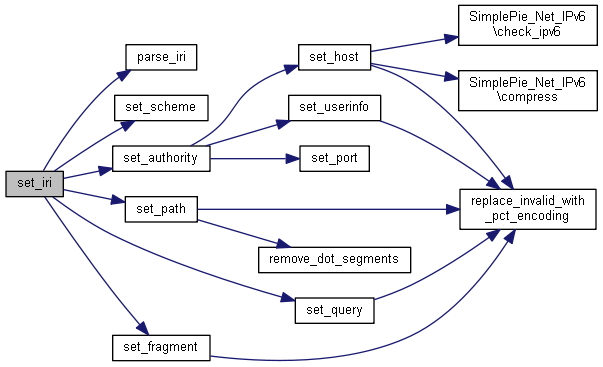 SimplePie_Net_IPv6
\check_ipv6
set_host
parse_iri
SimplePie_Net_IPv6
\compress
set_scheme
set_userinfo
set_authority
set_port
set_iri
set_path
replace_invalid_with
_pct_encoding
remove_dot_segments
set_query
set_fragment